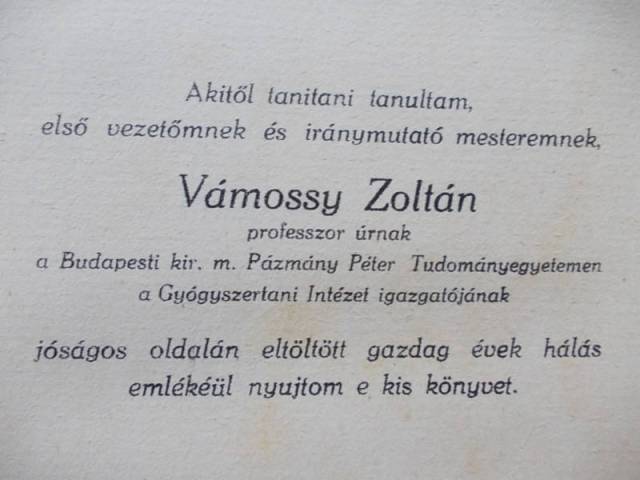 Akitől tanitani tanultam,
első vezetőmnek és iránymutató mesteremnek,
Vámossy Zoltán
professzor úrnak
a Budapesti kir. m. Pázmány Péter Tudományegyetemen
a Gyógyszertani Intézet igazgatójának
jóságos oldalán eltöltött gazdag évek hálás
emlékéül nyujtom e kis könyvet.